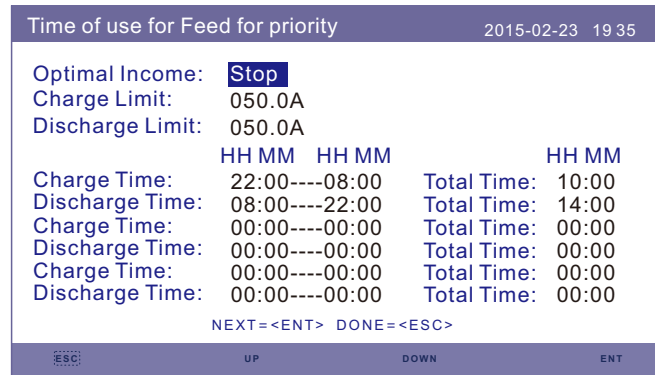 Time of use for Feed for priority 2015-02-23 19 35
Optimal Income: Stop
Charge Limit: 050.0A
Discharge Limit: 050.0A
HH MM HH MM HH MM
Charge Time: 22:00----08:00 Total Time: 10:00
Discharge Time: 08:00----22:00 Total Time: 14:00
Charge Time: 00:00----00:00 Total Time: 00:00
Discharge Time: 00:00----00:00 Total Time: 00:00
Charge Time: 00:00----00:00 Total Time: 00:00
Discharge Time: 00:00----00:00 Total Time: 00:00
NEXT=<ENT> DONE=<ESC>
ESC UP DOWN ENT